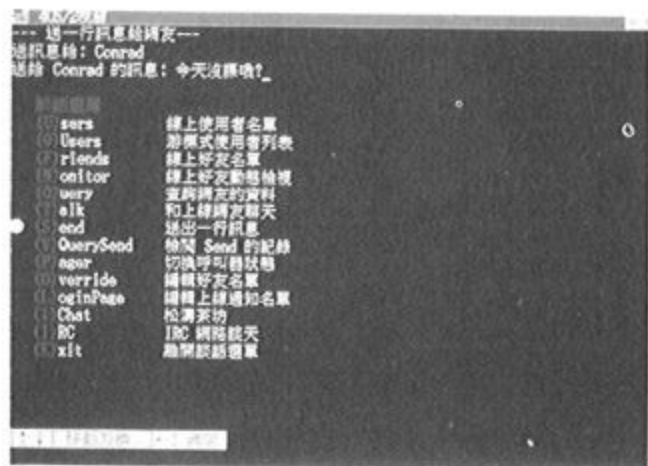 --- 送一行訊息給網友---
送訊息給: Conrad
送給 Conrad 的訊息: 今天沒課哦?_
sers 線上使用者名單
Users 游標式使用者列表
riends 線上好友名單
onitor 線上好友動態檢視
uery 查詢網友的資料
alk 和上線網友聊天
end 送出一行訊息
QuerySend 檢閱 Send 的記錄
ager 切換呼叫器狀態
verride 編輯好友名單
oginPage 編輯上線通知名單
Chat 松濤茶坊
RC IRC 網路談天
xit 離開談話選單